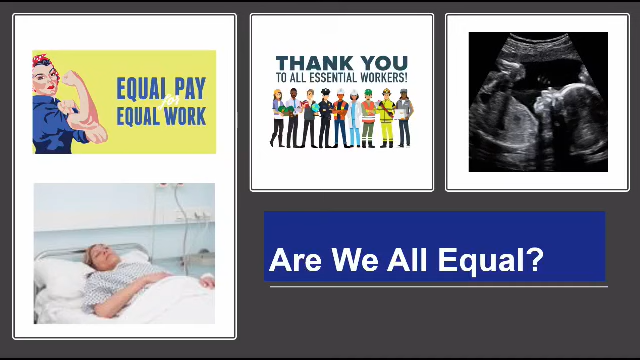 EQUAL PAY
for
EQUAL WORK
THANK YOU
TO ALL ESSENTIAL WORKERS!
Are We All Equal?